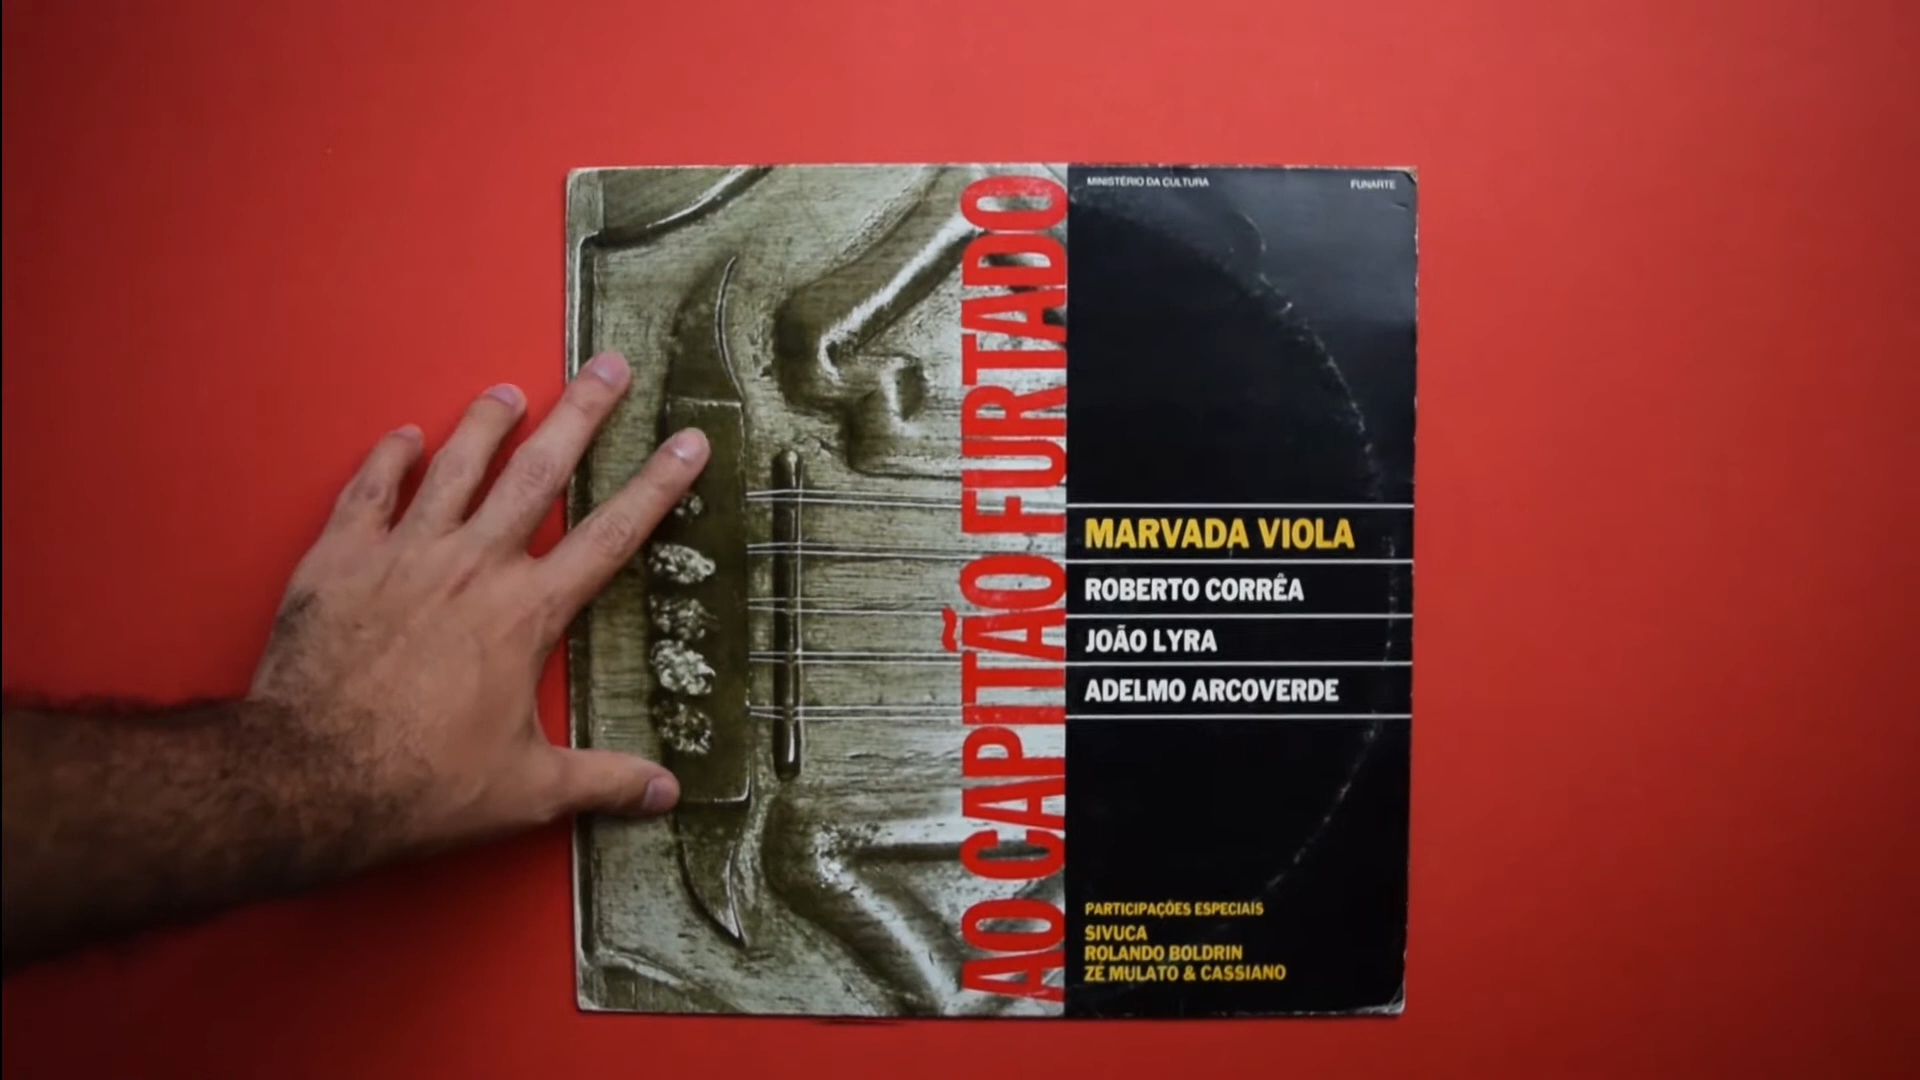 MINISTÉRIO DA CULTURA
FUNARTE
AO CAPITÃO FURTADO
MARVADA VIOLA
ROBERTO CORRÊA
JOÃO LYRA
ADELMO ARCOVERDE
PARTICIPAÇÕES ESPECIAIS
SIVUCA
ROLANDO BOLDRIN
ZÉ MULATO & CASSIANO